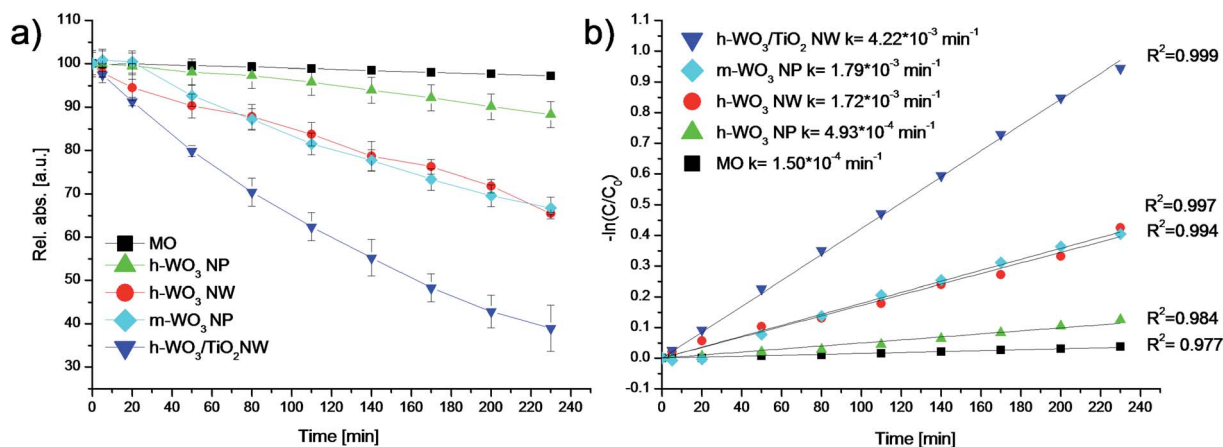 a)
110
100
90
80
70
60
50
40
30
Rel. abs. [a.u.]
MO
h-WO₃ NP
h-WO₃ NW
m-WO₃ NP
h-WO₃/TiO₂NW
0 20 40 60 80 100 120 140 160 180 200 220 240
Time [min]
b)
1.1
1.0
0.9
0.8
0.7
0.6
0.5
0.4
0.3
0.2
0.1
0.0
-0.1
-ln(C/C₀)
h-WO₃/TiO₂ NW k= 4.22*10⁻³ min⁻¹
m-WO₃ NP k= 1.79*10⁻³ min⁻¹
h-WO₃ NW k= 1.72*10⁻³ min⁻¹
h-WO₃ NP k= 4.93*10⁻⁴ min⁻¹
MO k= 1.50*10⁻⁴ min⁻¹
R²=0.999
R²=0.997
R²=0.994
R²=0.984
R²= 0.977
0 20 40 60 80 100 120 140 160 180 200 220 240
Time [min]